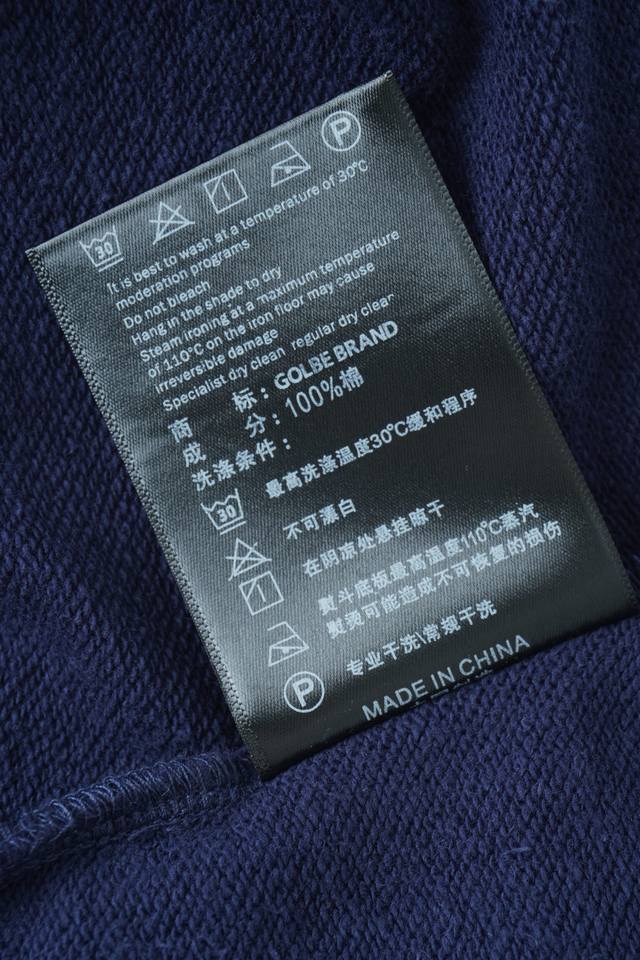 P
30
It is best to wash at a temperature of 30℃
moderation programs
Do not bleach
Hang in the shade to dry
Steam ironing at a maximum temperature
of 110℃ on the iron floor may cause
irreversible damage
Specialist dry clean regular dry clean
商 标：GOLBE BRAND
成 分：100%棉
洗涤条件：
30
最高洗涤温度30℃缓和程序
不可漂白
在阴凉处悬挂晾干
熨斗底板最高温度110℃蒸汽
熨烫可能造成不可恢复的损伤
P
专业干洗\常规干洗
MADE IN CHINA